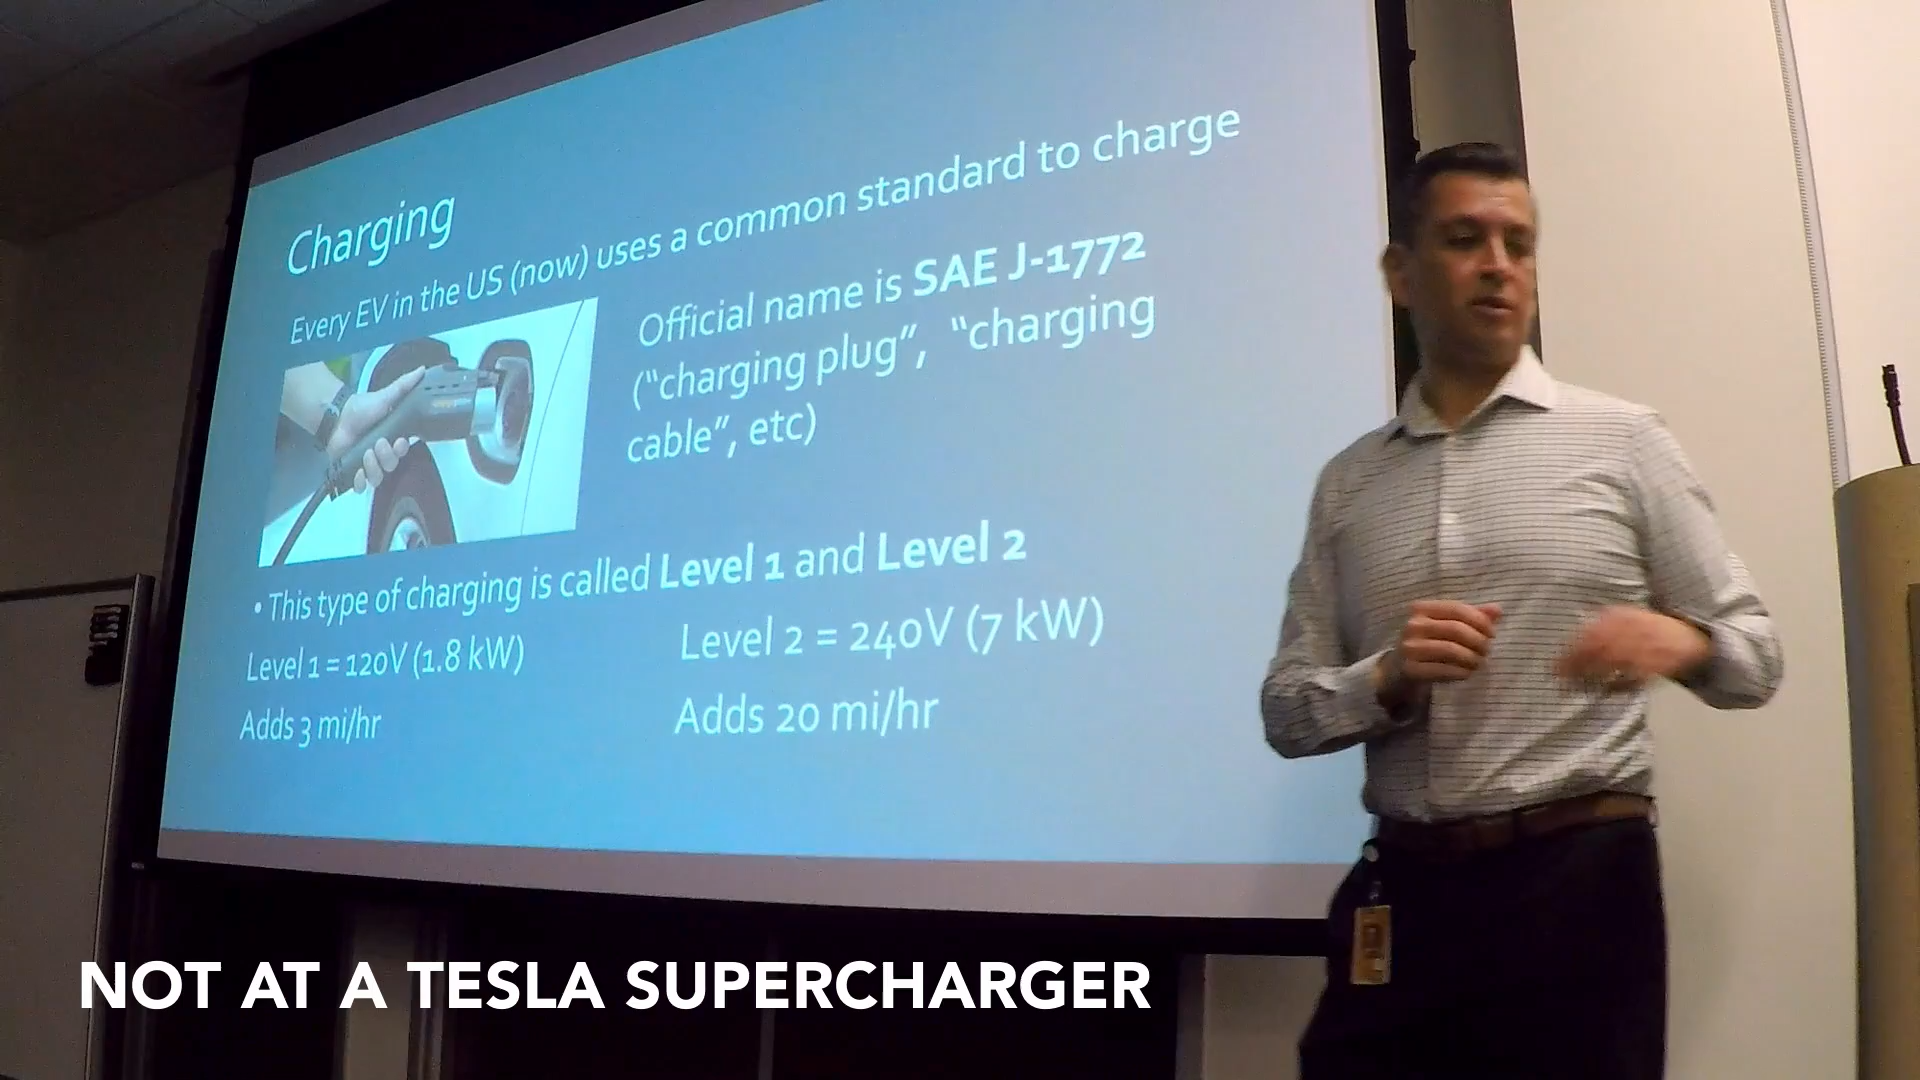 Charging
Every EV in the US (now) uses a common standard to charge
Official name is SAE J-1772
("charging plug", "charging
cable", etc)
• This type of charging is called Level 1 and Level 2
Level 1 = 120V (1.8 kW)
Level 2 = 240V (7 kW)
Adds 3 mi/hr
Adds 20 mi/hr
NOT AT A TESLA SUPERCHARGER